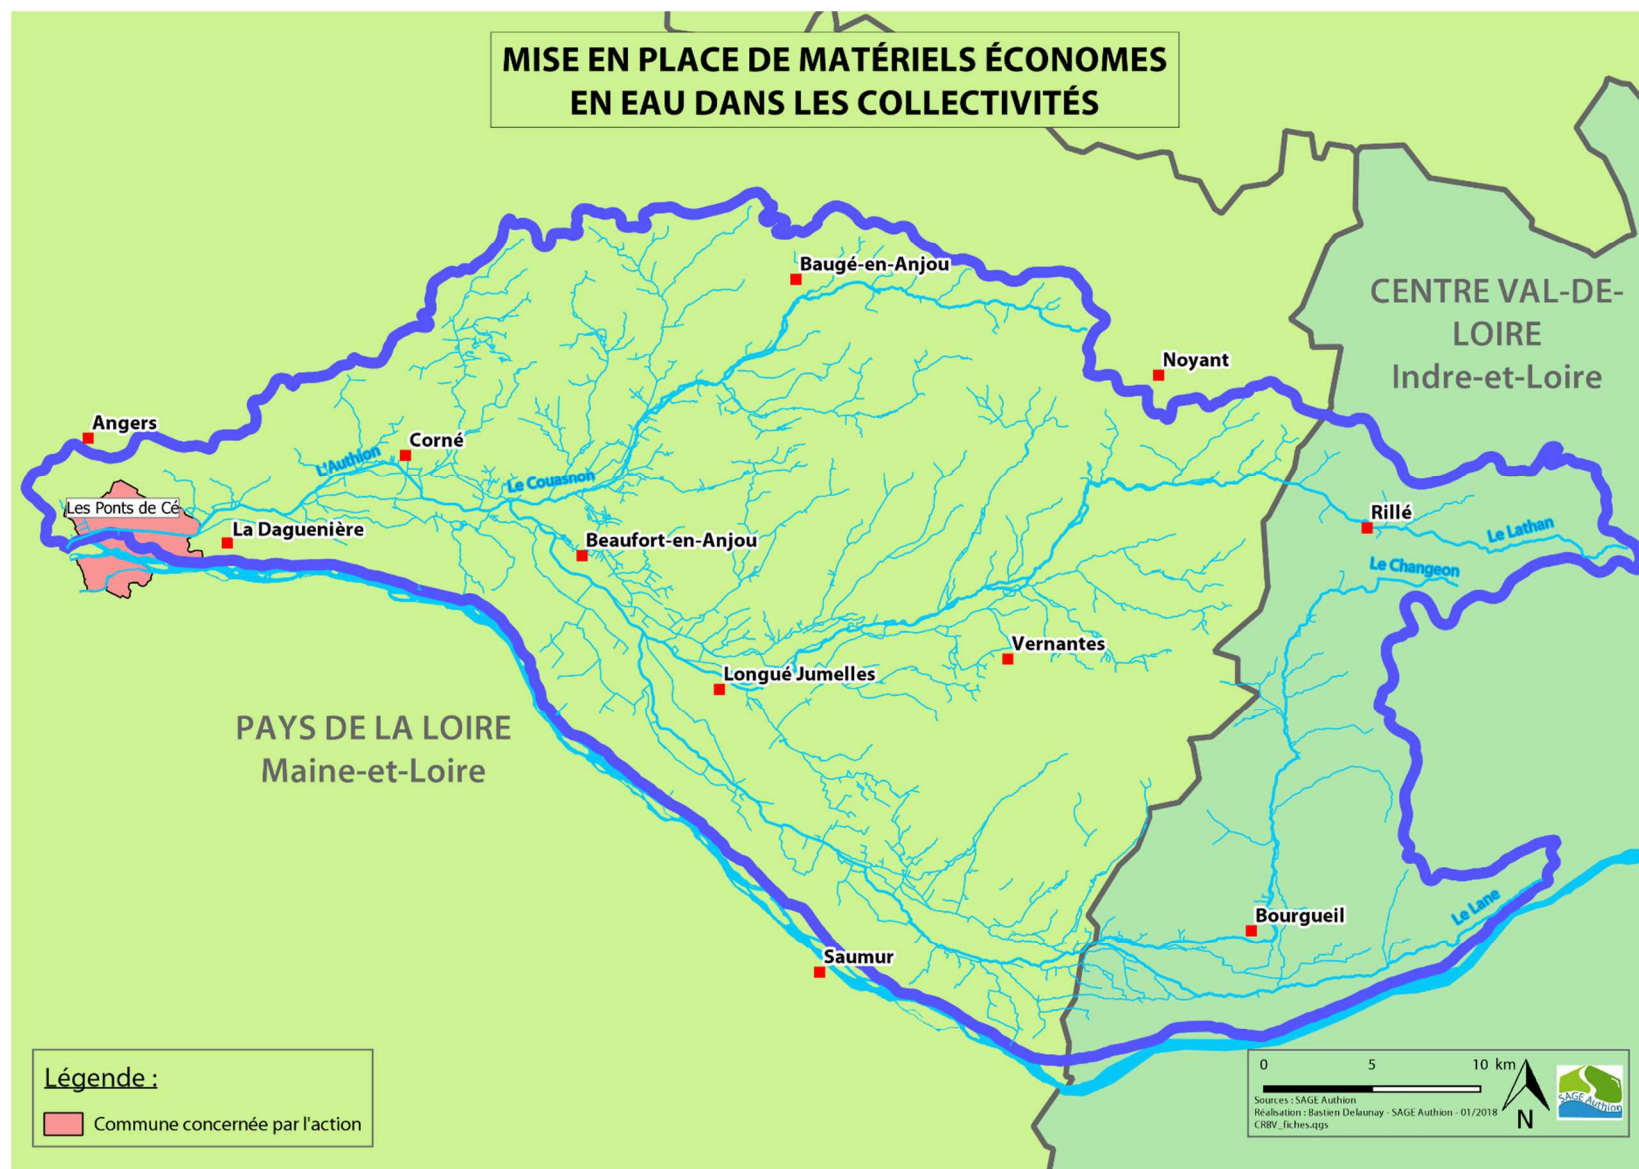 MISE EN PLACE DE MATÉRIELS ÉCONOMES
EN EAU DANS LES COLLECTIVITÉS
Baugé-en-Anjou
CENTRE VAL-DE-
LOIRE
Indre-et-Loire
Noyant
Angers
Corné
L'Authion
Le Couasnon
Les Ponts de Cé
La Daguenière
Beaufort-en-Anjou
Rillé
Le Lathan
Le Changeon
Vernantes
Longué Jumelles
PAYS DE LA LOIRE
Maine-et-Loire
Bourgueil
Le Lane
Saumur
Légende :
Commune concernée par l'action
0 5 10 km
Sources : SAGE Authion
Réalisation : Bastien Delaunay - SAGE Authion - 01/2018
CRBV_fiches.qgs
N
SAGE Authion